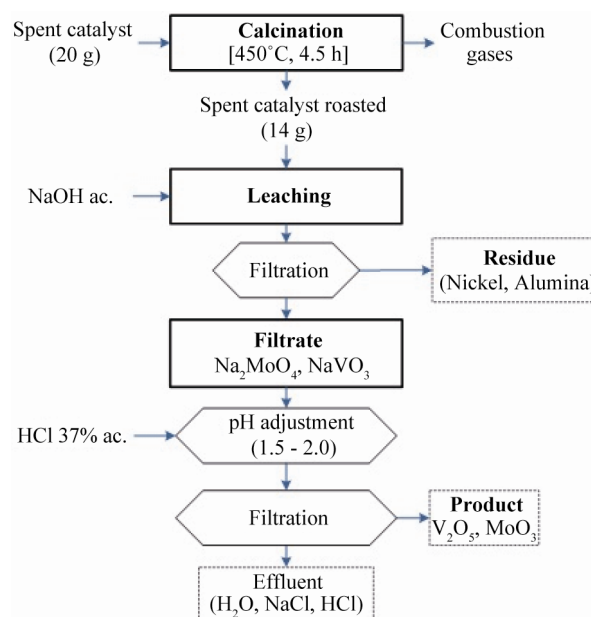 Spent catalyst
(20 g)
Calcination
[450˚C, 4.5 h]
Combustion
gases
Spent catalyst roasted
(14 g)
NaOH ac.
Leaching
Filtration
Residue
(Nickel, Alumina)
Filtrate
Na₂MoO₄, NaVO₃
HCl 37% ac.
pH adjustment
(1.5 - 2.0)
Filtration
Product
V₂O₅, MoO₃
Effluent
(H₂O, NaCl, HCl)